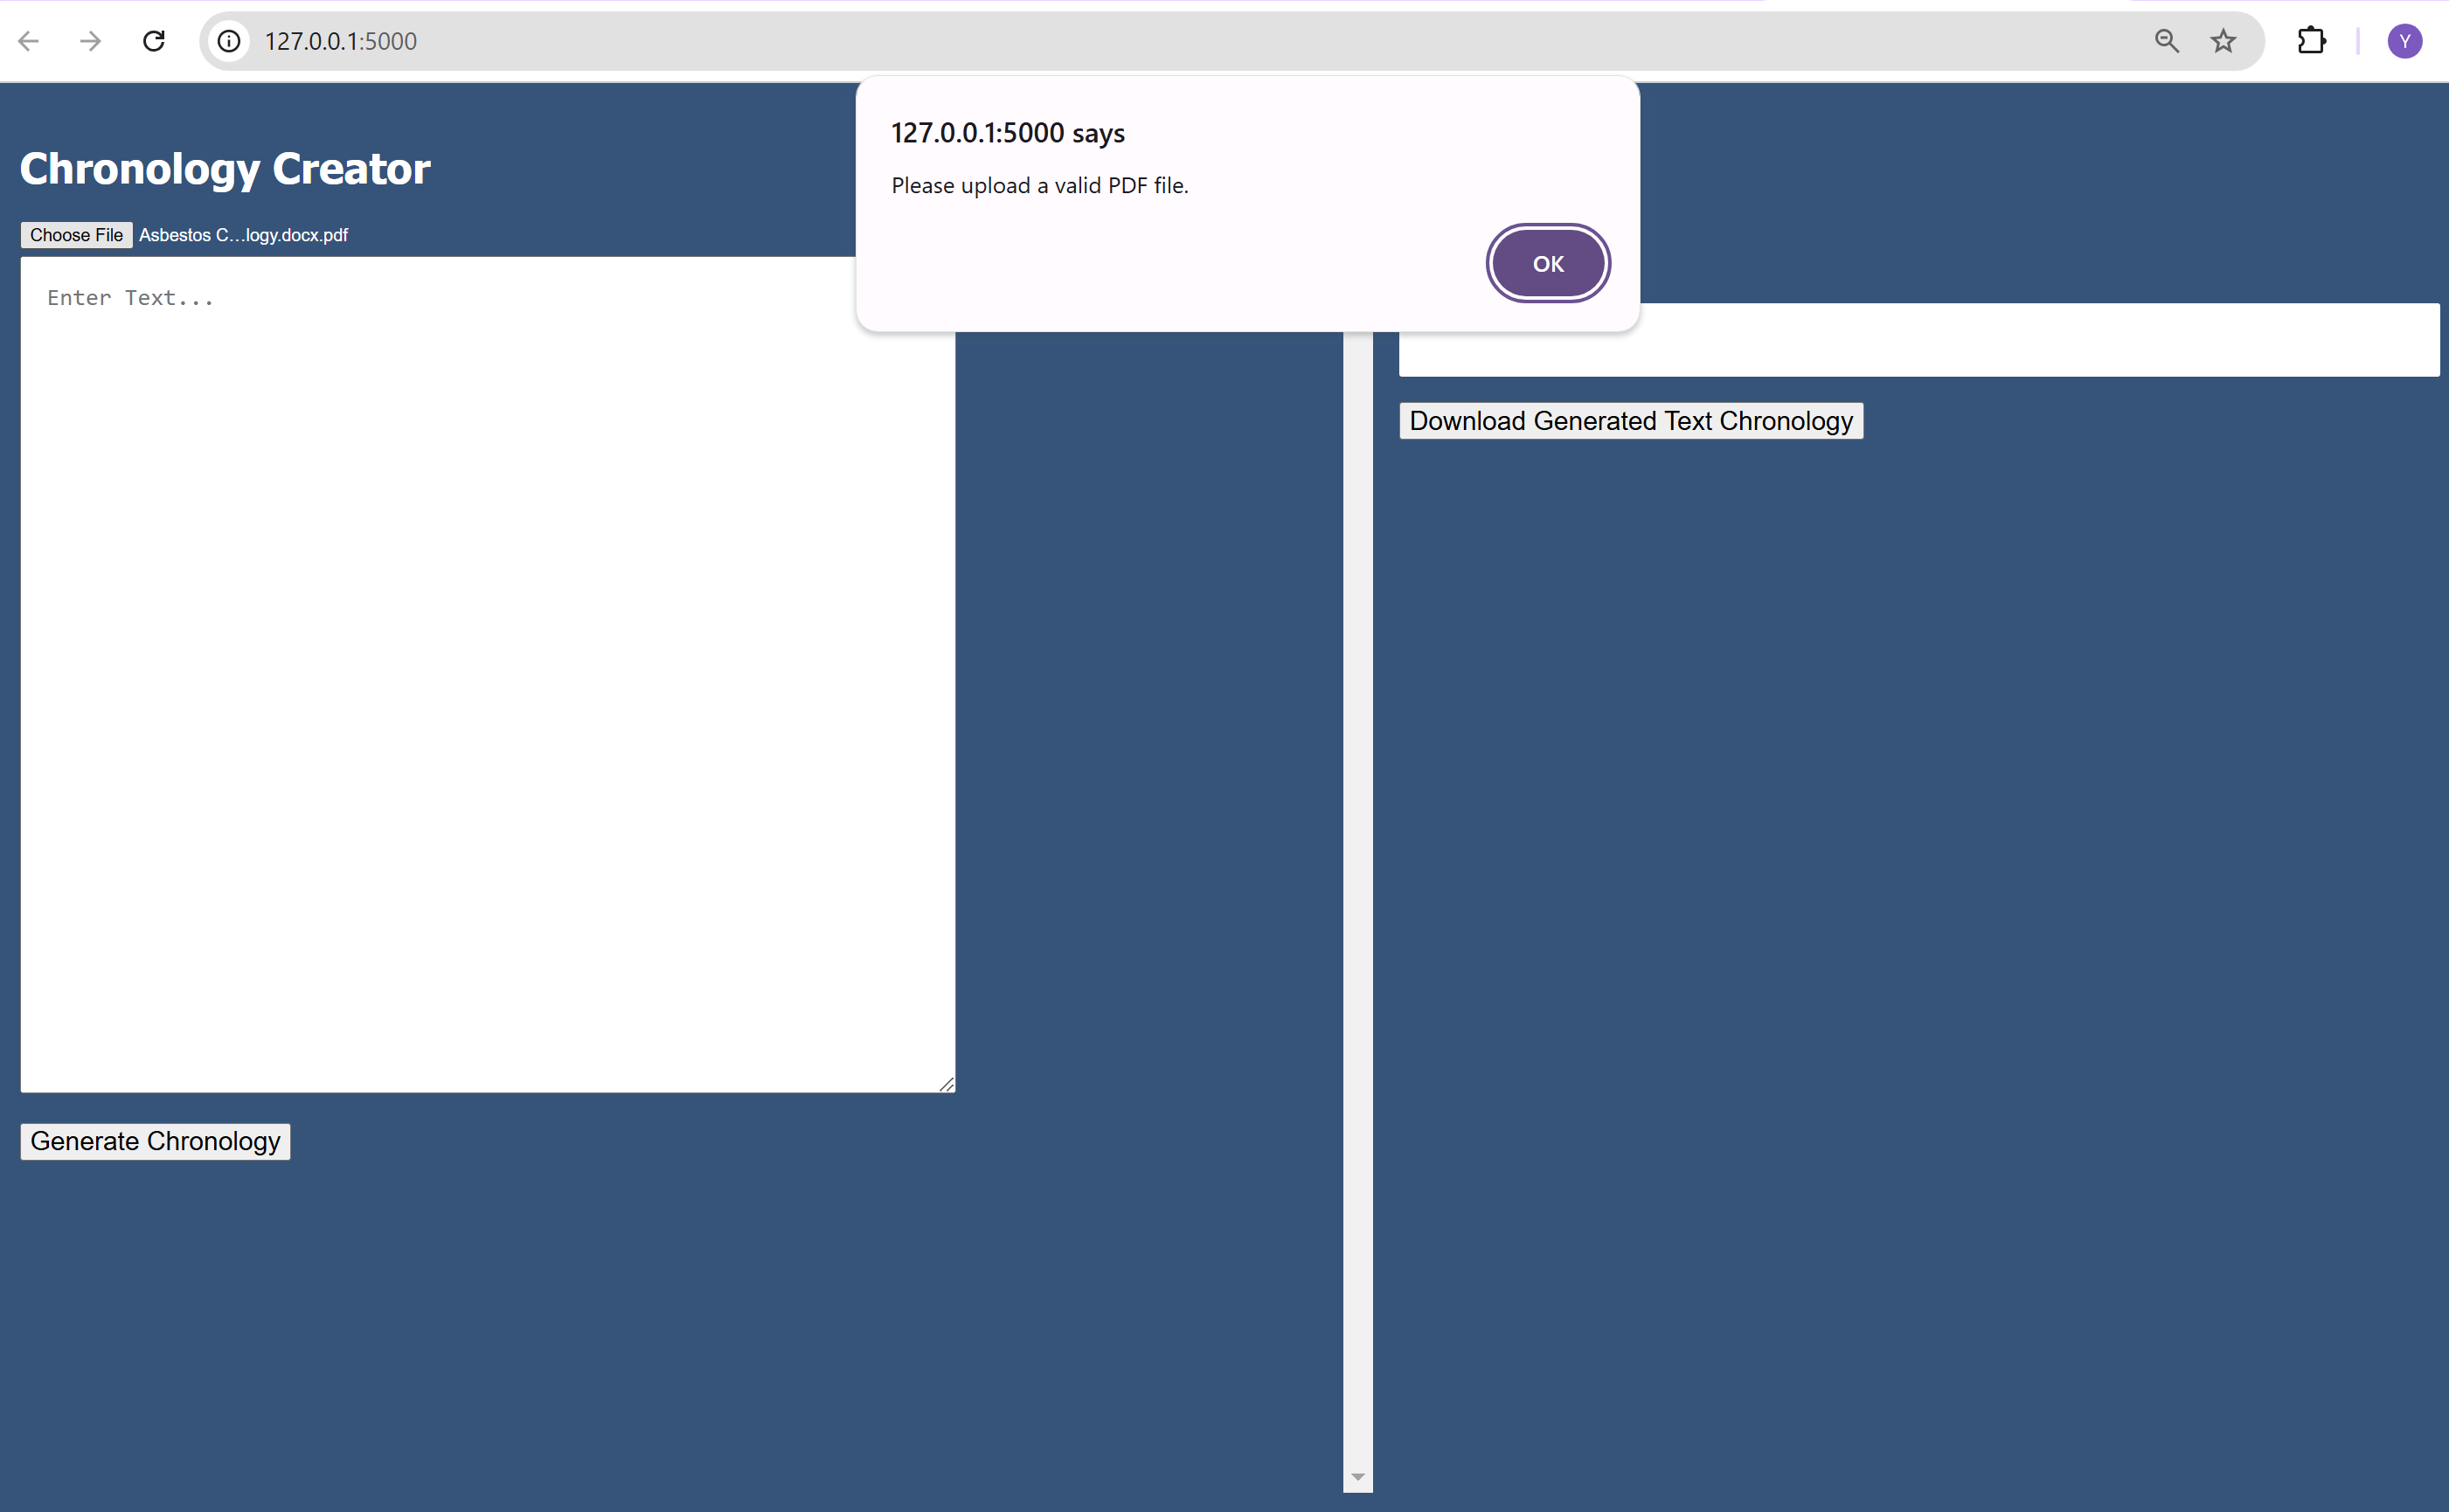 127.0.0.1:5000
Y
127.0.0.1:5000 says
Please upload a valid PDF file.
OK
Chronology Creator
Choose File Asbestos C...logy.docx.pdf
Enter Text...
Generate Chronology
Download Generated Text Chronology